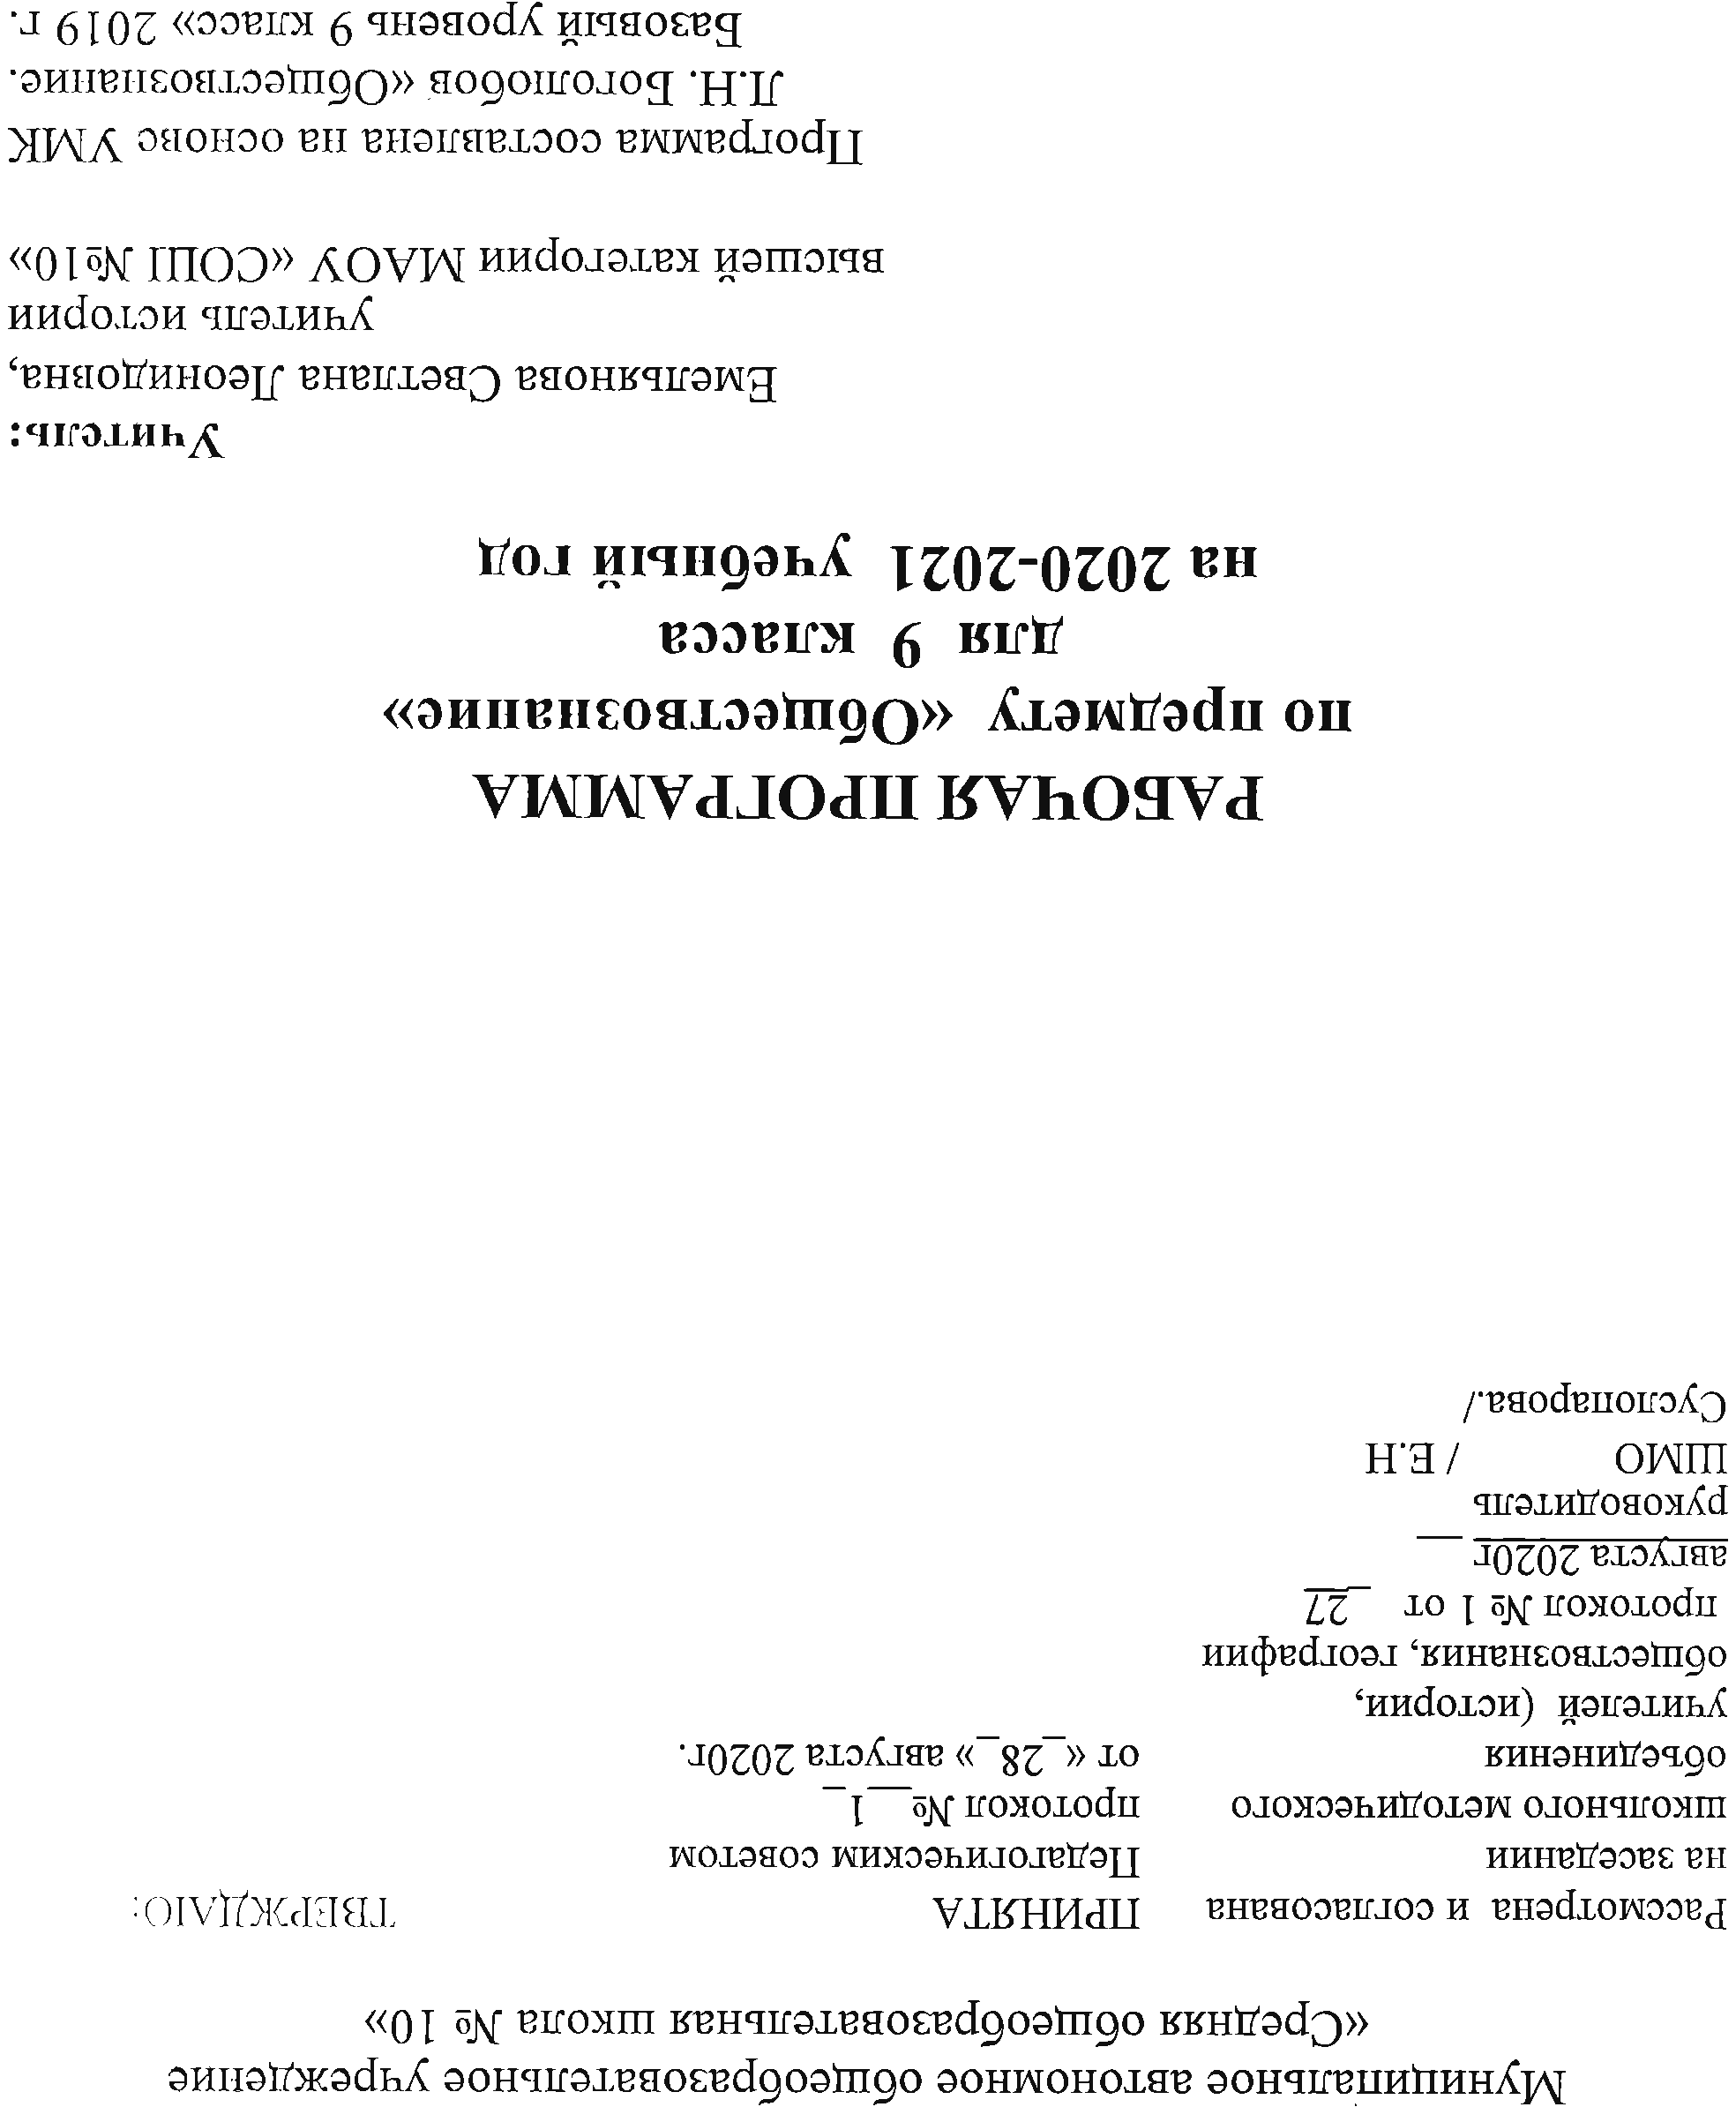 Муниципальное автономное общеобразовательное учреждение
«Средняя общеобразовательная школа № 10»
Рассмотрена и согласована
на заседании
школьного методического
объединения
учителей (истории,
обществознания, географии
протокол № 1 от _27
августа 2020г __
руководитель
ШМО / Е.Н
Суслопарова./
ПРИНЯТА
Педагогическим советом
протокол №__1_
от «_28_» августа 2020г.
ТВЕРЖДАЮ:
РАБОЧАЯ ПРОГРАММА
по предмету «Обществознание»
для 9 класса
на 2020-2021 учебный год
Учитель:
Емельянова Светлана Леонидовна,
учитель истории
высшей категории МАОУ «СОШ №10»
Программа составлена на основе УМК
Л.Н. Боголюбов «Обществознание.
Базовый уровень 9 класс» 2019 г.